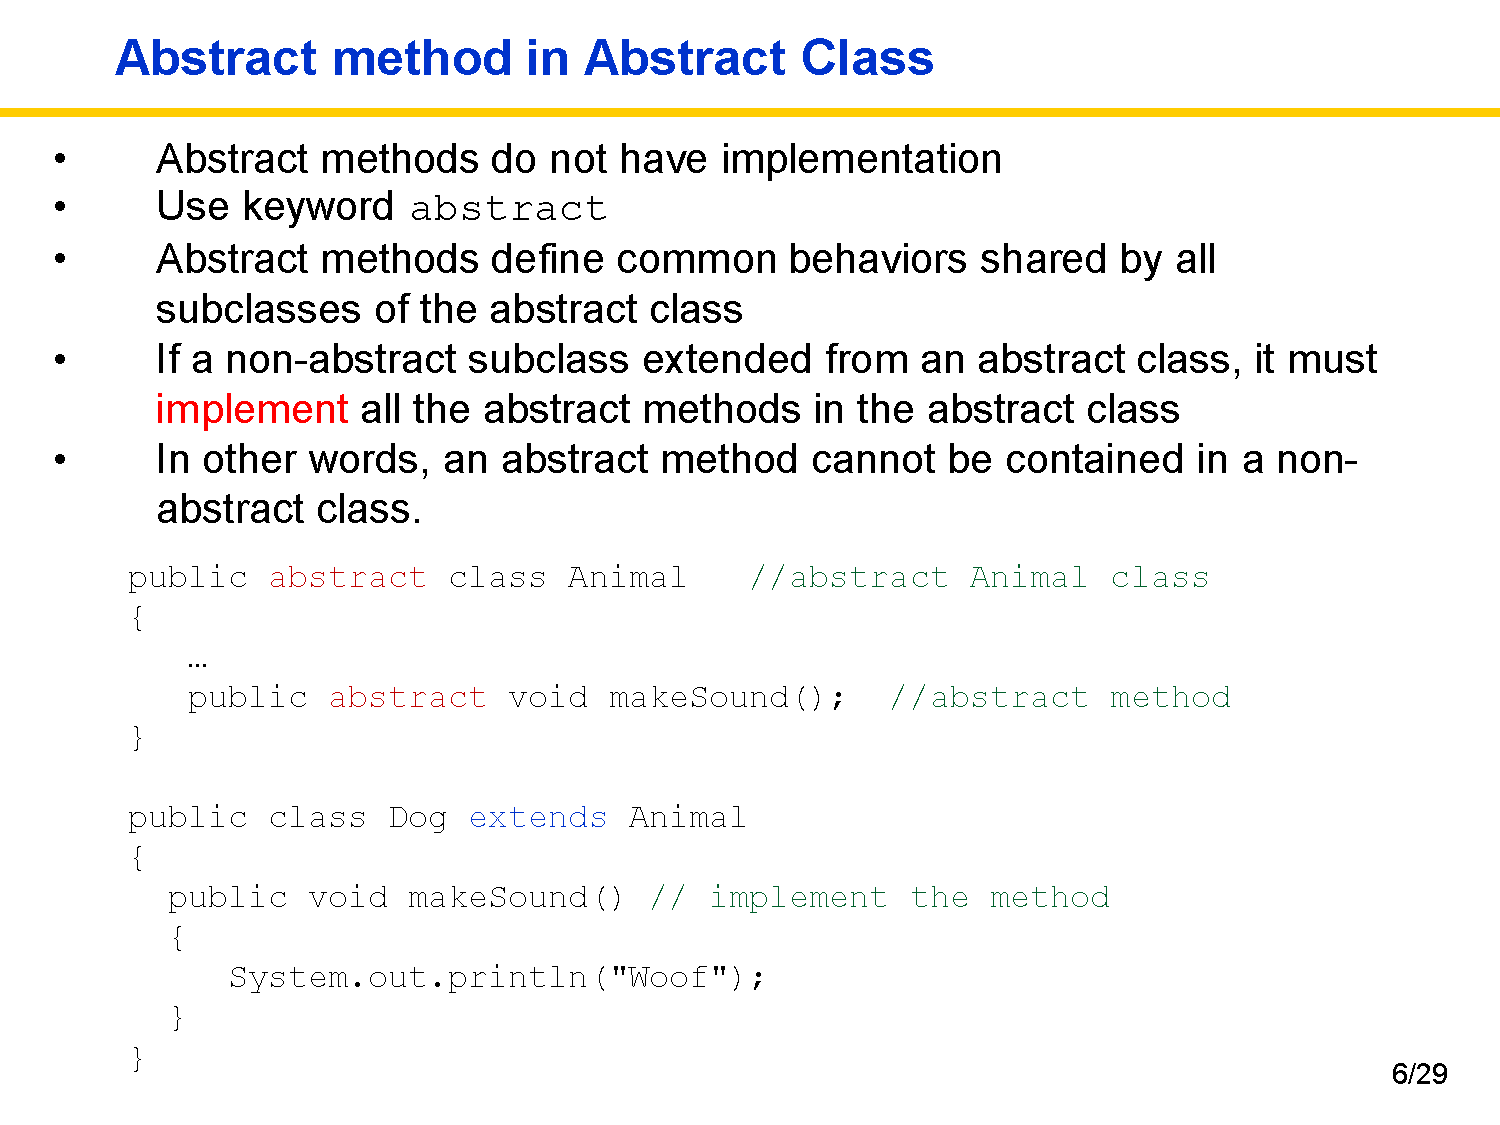 Abstract method in Abstract Class
• Abstract methods do not have implementation
• Use keyword abstract
• Abstract methods define common behaviors shared by all
subclasses of the abstract class
• If a non-abstract subclass extended from an abstract class, it must
implement all the abstract methods in the abstract class
• In other words, an abstract method cannot be contained in a non-
abstract class.
public abstract class Animal //abstract Animal class
{
…
public abstract void makeSound(); //abstract method
}
public class Dog extends Animal
{
public void makeSound() // implement the method
{
System.out.println("Woof");
}
}
6/29